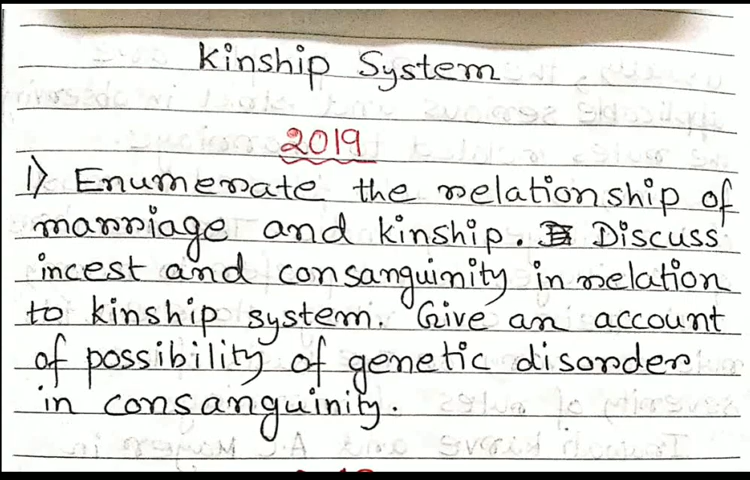 Kinship System
2019
1) Enumerate the relationship of
marriage and kinship. Discuss
incest and consanguinity in relation
to kinship system. Give an account
of possibility of genetic disorder
in consanguinity.